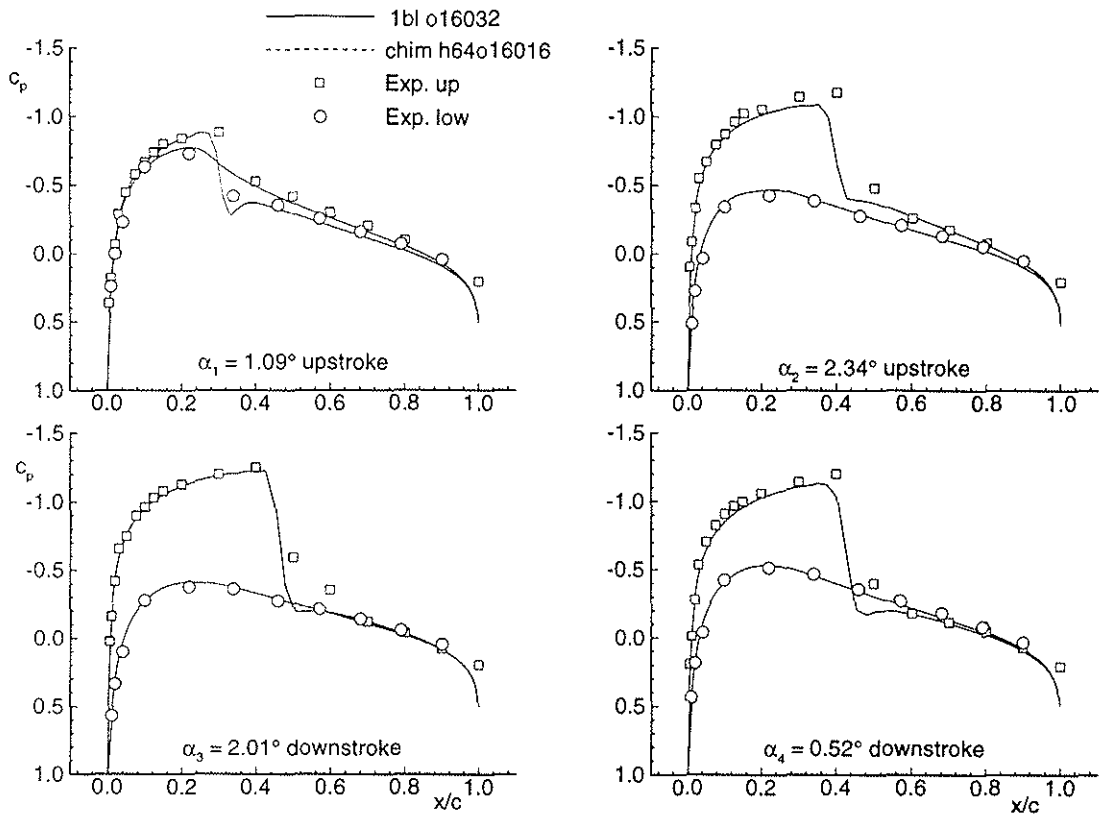 1bl o16032
chim h64o16016
Exp. up
Exp. low
-1.5
cp
-1.0
-0.5
0.0
0.5
1.0
α1 = 1.09° upstroke
0.0 0.2 0.4 0.6 0.8 1.0
-1.5
-1.0
-0.5
0.0
0.5
1.0
α2 = 2.34° upstroke
0.0 0.2 0.4 0.6 0.8 1.0
-1.5
cp
-1.0
-0.5
0.0
0.5
1.0
α3 = 2.01° downstroke
0.0 0.2 0.4 0.6 0.8 1.0
x/c
-1.5
-1.0
-0.5
0.0
0.5
1.0
α4 = 0.52° downstroke
0.0 0.2 0.4 0.6 0.8 1.0
x/c